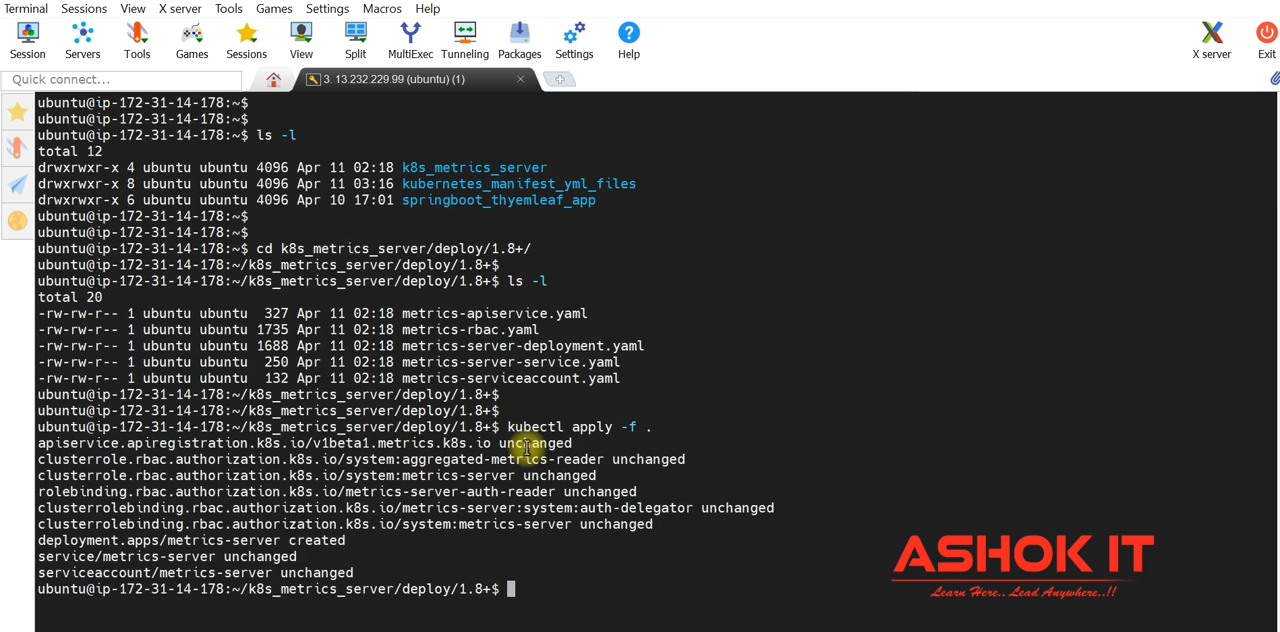 Terminal Sessions View X server Tools Games Settings Macros Help
Session Servers Tools Games Sessions View Split MultiExec Tunneling Packages Settings Help X server Exit
Quick connect... 3. 13.232.229.99 (ubuntu) (1)
ubuntu@ip-172-31-14-178:~$
ubuntu@ip-172-31-14-178:~$
ubuntu@ip-172-31-14-178:~$ ls -l
total 12
drwxrwxr-x 4 ubuntu ubuntu 4096 Apr 11 02:18 k8s_metrics_server
drwxrwxr-x 8 ubuntu ubuntu 4096 Apr 11 03:16 kubernetes_manifest_yml_files
drwxrwxr-x 6 ubuntu ubuntu 4096 Apr 10 17:01 springboot_thyemleaf_app
ubuntu@ip-172-31-14-178:~$
ubuntu@ip-172-31-14-178:~$
ubuntu@ip-172-31-14-178:~$ cd k8s_metrics_server/deploy/1.8+/
ubuntu@ip-172-31-14-178:~/k8s_metrics_server/deploy/1.8+$
ubuntu@ip-172-31-14-178:~/k8s_metrics_server/deploy/1.8+$ ls -l
total 20
-rw-rw-r-- 1 ubuntu ubuntu  327 Apr 11 02:18 metrics-apiservice.yaml
-rw-rw-r-- 1 ubuntu ubuntu 1735 Apr 11 02:18 metrics-rbac.yaml
-rw-rw-r-- 1 ubuntu ubuntu 1688 Apr 11 02:18 metrics-server-deployment.yaml
-rw-rw-r-- 1 ubuntu ubuntu  250 Apr 11 02:18 metrics-server-service.yaml
-rw-rw-r-- 1 ubuntu ubuntu  132 Apr 11 02:18 metrics-serviceaccount.yaml
ubuntu@ip-172-31-14-178:~/k8s_metrics_server/deploy/1.8+$
ubuntu@ip-172-31-14-178:~/k8s_metrics_server/deploy/1.8+$
ubuntu@ip-172-31-14-178:~/k8s_metrics_server/deploy/1.8+$ kubectl apply -f .
apiservice.apiregistration.k8s.io/v1beta1.metrics.k8s.io unchanged
clusterrole.rbac.authorization.k8s.io/system:aggregated-metrics-reader unchanged
clusterrole.rbac.authorization.k8s.io/system:metrics-server unchanged
rolebinding.rbac.authorization.k8s.io/metrics-server-auth-reader unchanged
clusterrolebinding.rbac.authorization.k8s.io/metrics-server:system:auth-delegator unchanged
clusterrolebinding.rbac.authorization.k8s.io/system:metrics-server unchanged
deployment.apps/metrics-server created
service/metrics-server unchanged
serviceaccount/metrics-server unchanged
ubuntu@ip-172-31-14-178:~/k8s_metrics_server/deploy/1.8+$
ASHOK IT
Learn Here.. Lead Anywhere..!!